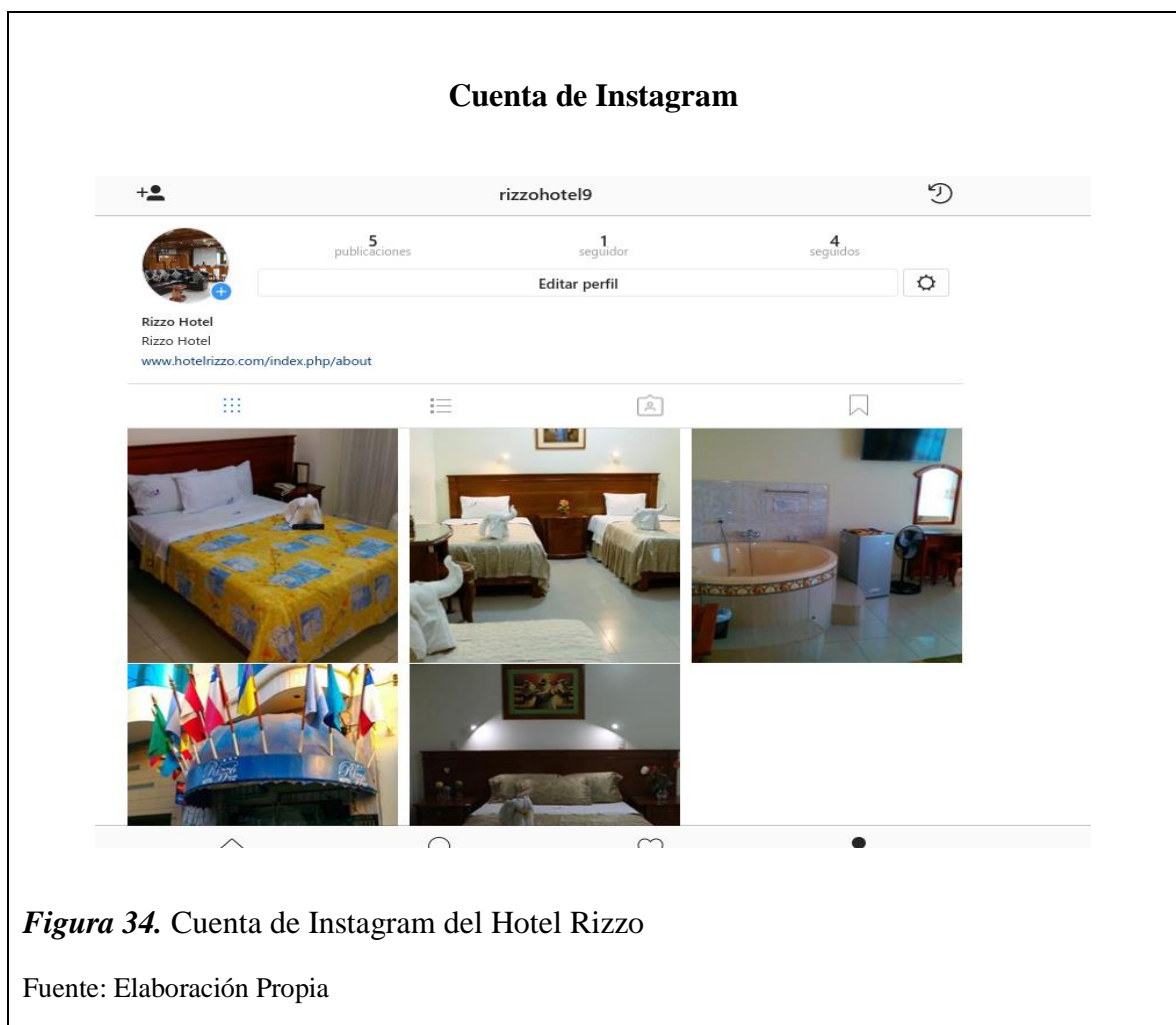 Cuenta de Instagram
rizzohotel9
5 1 4
publicaciones seguidor seguidos
Editar perfil
Rizzo Hotel
Rizzo Hotel
www.hotelrizzo.com/index.php/about
Rizzo
Figura 34. Cuenta de Instagram del Hotel Rizzo
Fuente: Elaboración Propia